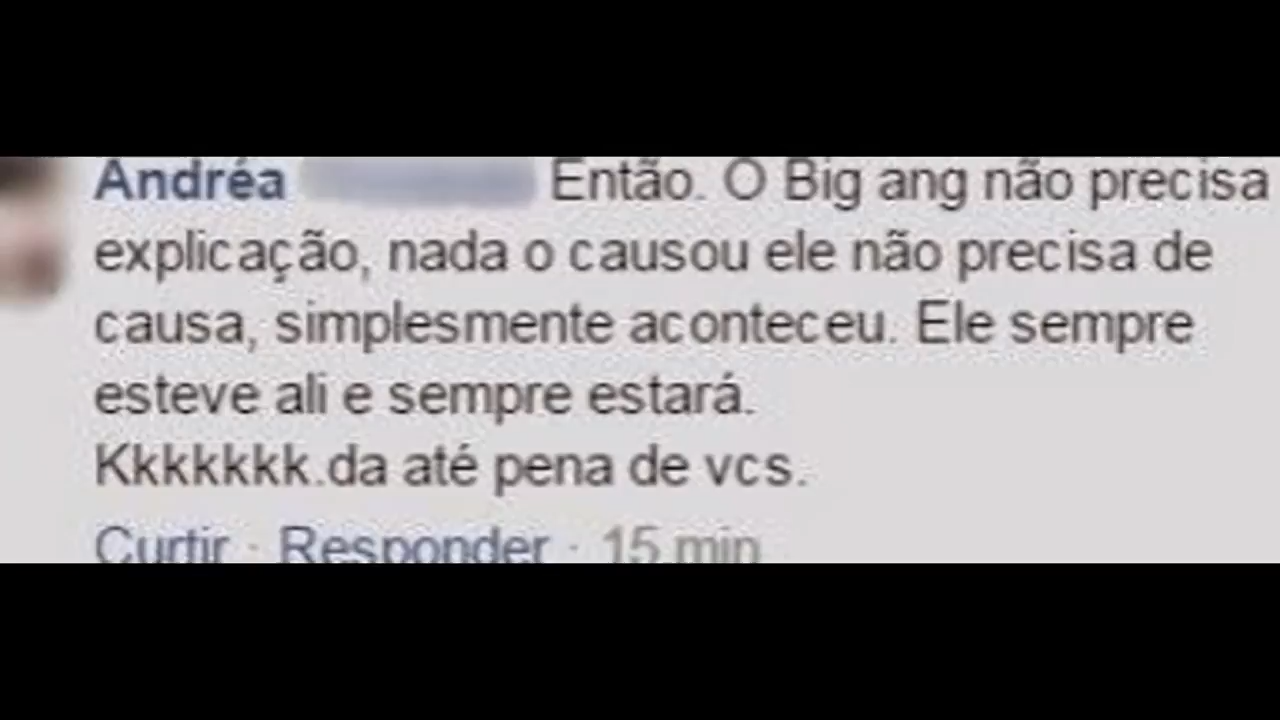 Andréa Então. O Big ang não precisa
explicação, nada o causou ele não precisa de
causa, simplesmente aconteceu. Ele sempre
esteve ali e sempre estará.
Kkkkkkk.da até pena de vcs.
Curtir · Responder · 15 min